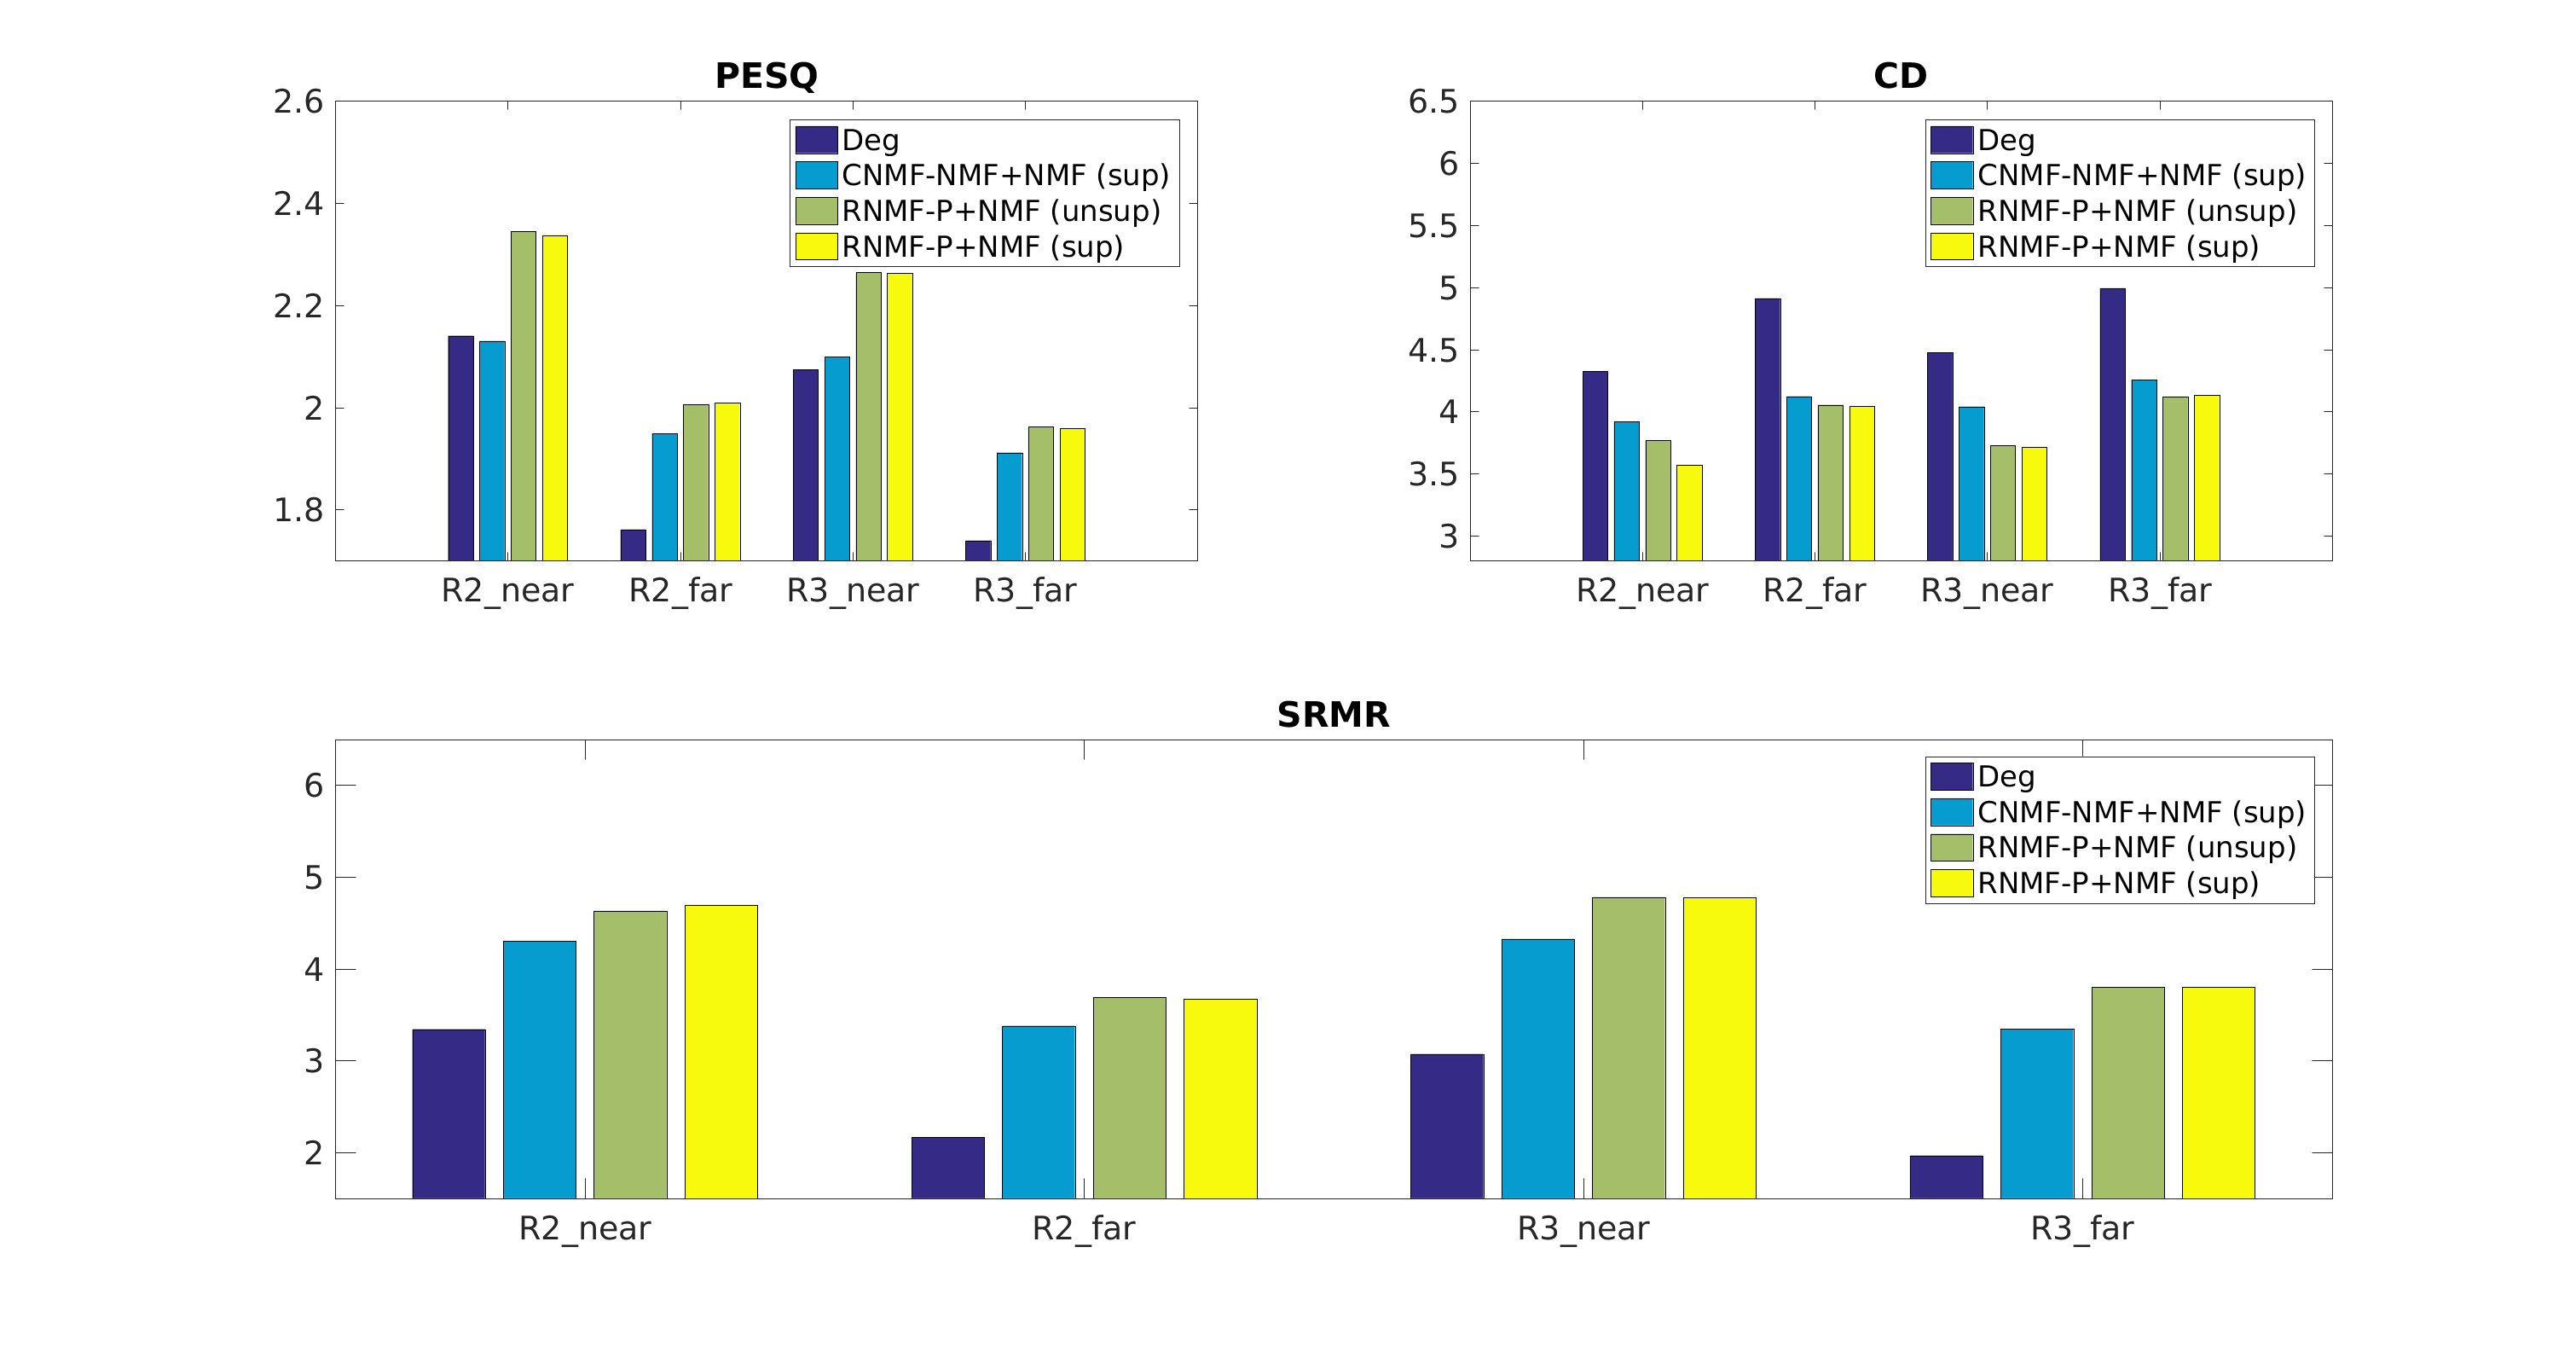 PESQ
2.6
2.4
2.2
2
1.8
Deg
CNMF-NMF+NMF (sup)
RNMF-P+NMF (unsup)
RNMF-P+NMF (sup)
R2_near R2_far R3_near R3_far
CD
6.5
6
5.5
5
4.5
4
3.5
3
Deg
CNMF-NMF+NMF (sup)
RNMF-P+NMF (unsup)
RNMF-P+NMF (sup)
R2_near R2_far R3_near R3_far
SRMR
6
5
4
3
2
Deg
CNMF-NMF+NMF (sup)
RNMF-P+NMF (unsup)
RNMF-P+NMF (sup)
R2_near R2_far R3_near R3_far